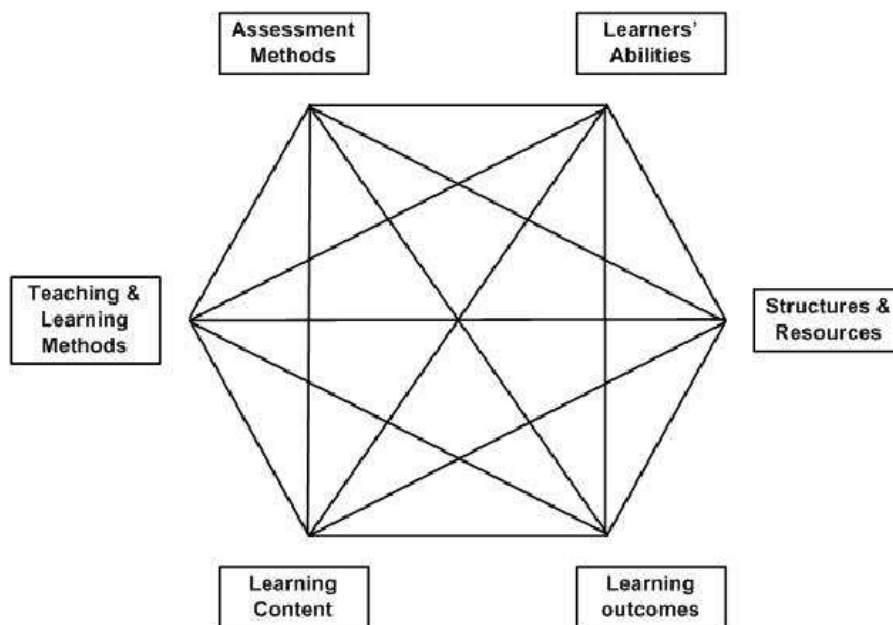 Assessment
Methods
Learners'
Abilities
Teaching &
Learning
Methods
Structures &
Resources
Learning
Content
Learning
outcomes